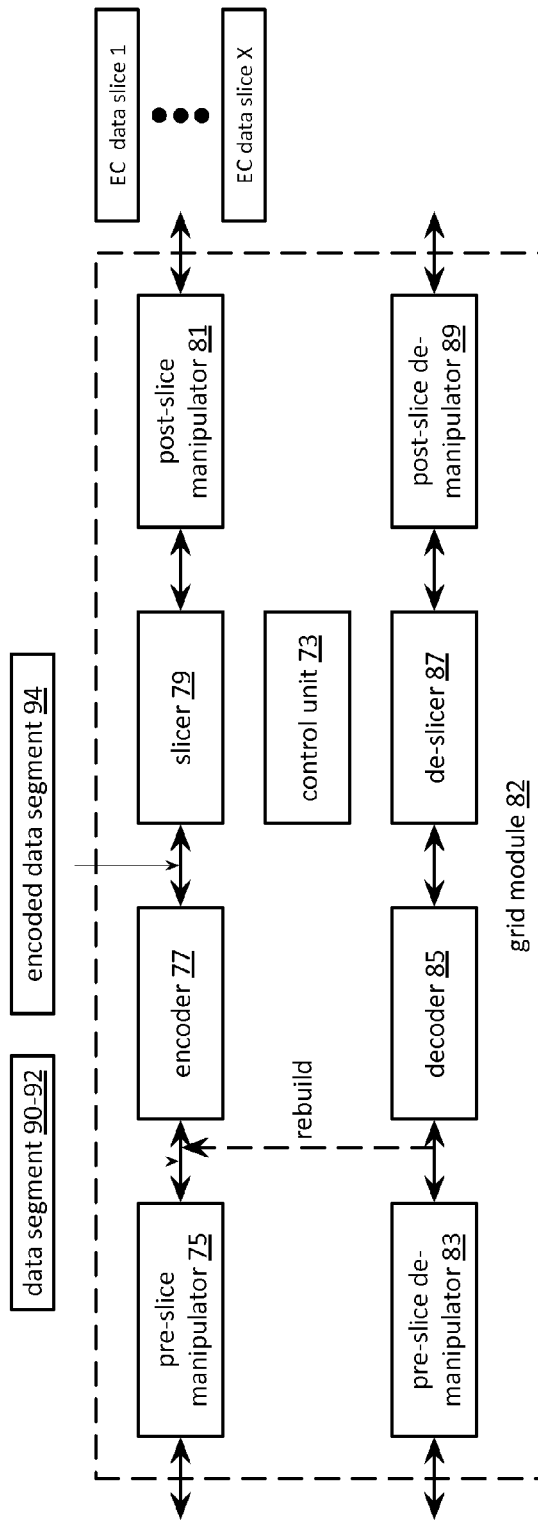 data segment 90-92
encoded data segment 94
EC data slice 1
EC data slice X
pre-slice
manipulator 75
encoder 77
slicer 79
post-slice
manipulator 81
rebuild
control unit 73
pre-slice de-
manipulator 83
decoder 85
de-slicer 87
post-slice de-
manipulator 89
grid module 82